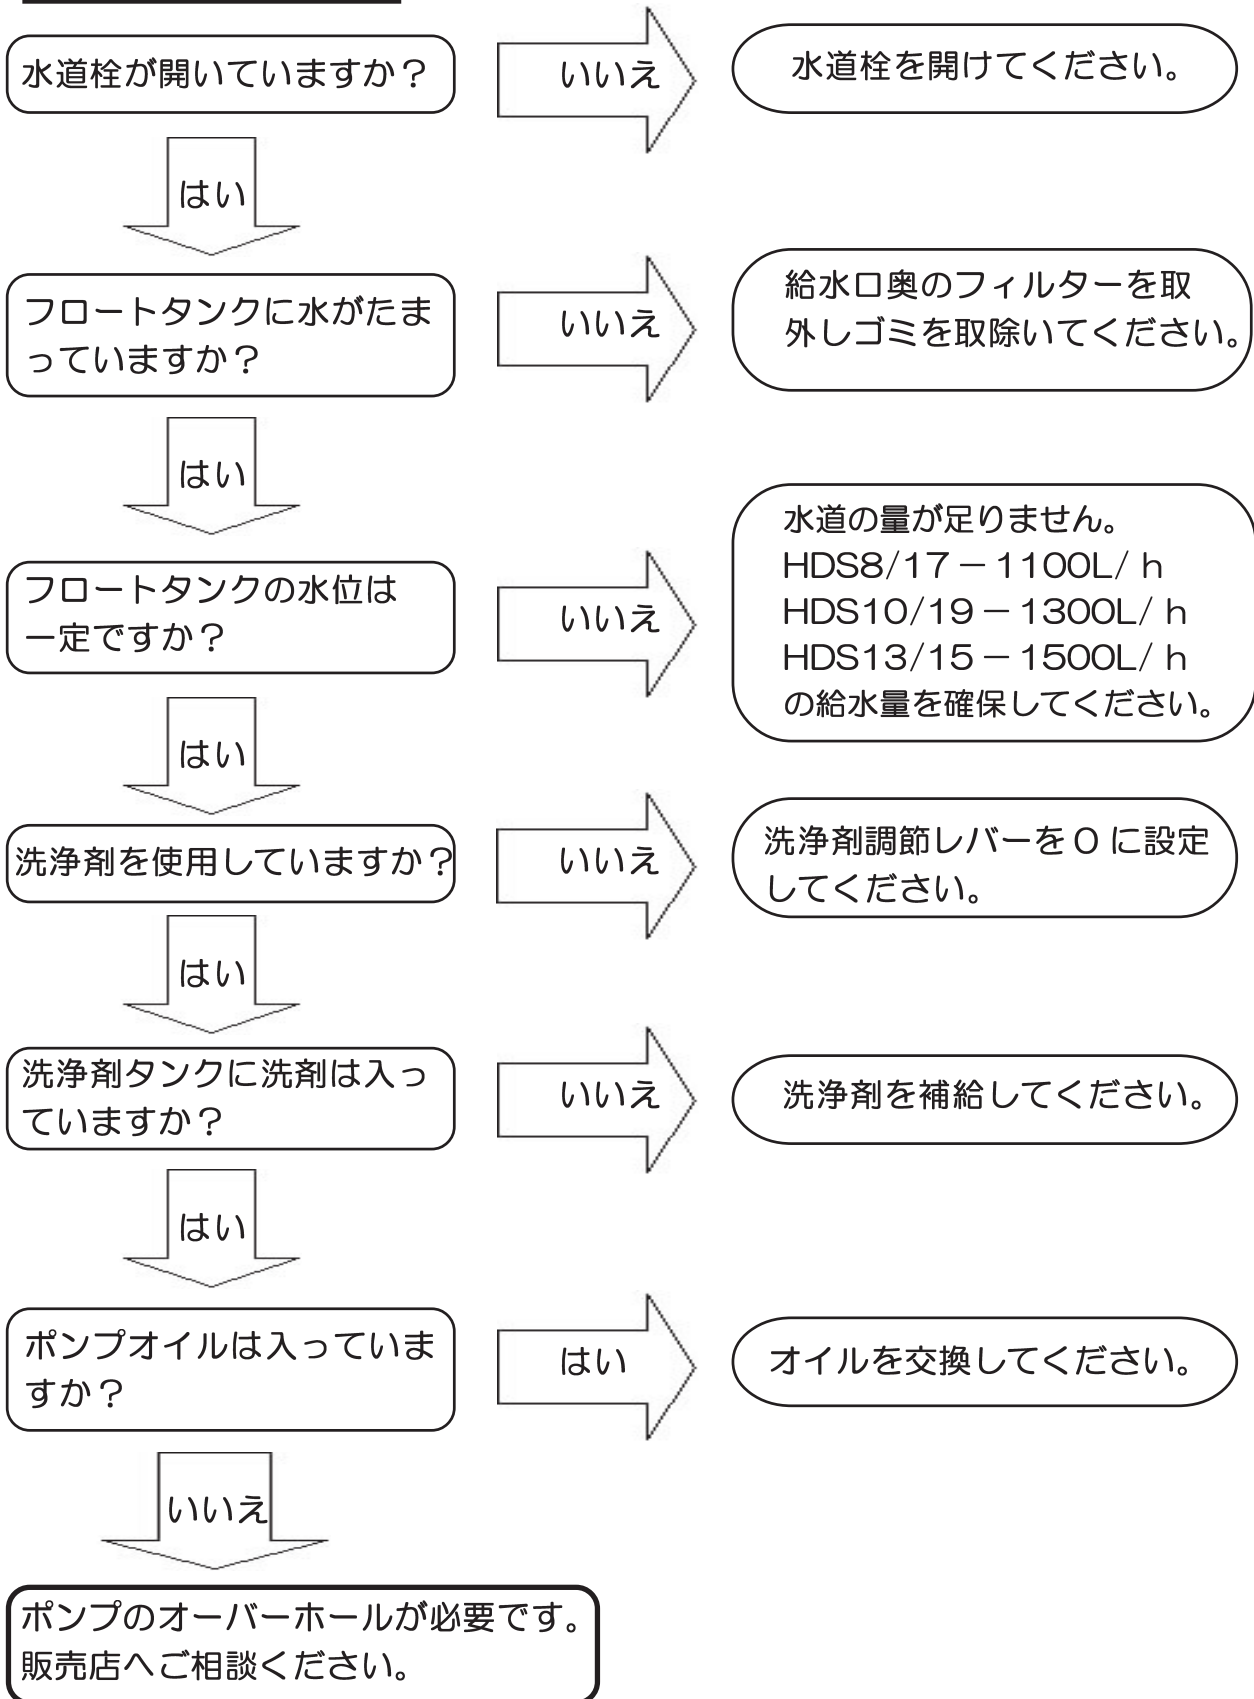 水道栓が開いていますか？
いいえ
水道栓を開けてください。
はい
フロートタンクに水がたま
っていますか？
いいえ
給水口奥のフィルターを取
外しゴミを取除いてください。
はい
フロートタンクの水位は
一定ですか？
いいえ
水道の量が足りません。
HDS8/17－1100L/ h
HDS10/19－1300L/ h
HDS13/15－1500L/ h
の給水量を確保してください。
はい
洗浄剤を使用していますか？
いいえ
洗浄剤調節レバーを０に設定
してください。
はい
洗浄剤タンクに洗剤は入っ
ていますか？
いいえ
洗浄剤を補給してください。
はい
ポンプオイルは入っていま
すか？
はい
オイルを交換してください。
いいえ
ポンプのオーバーホールが必要です。
販売店へご相談ください。